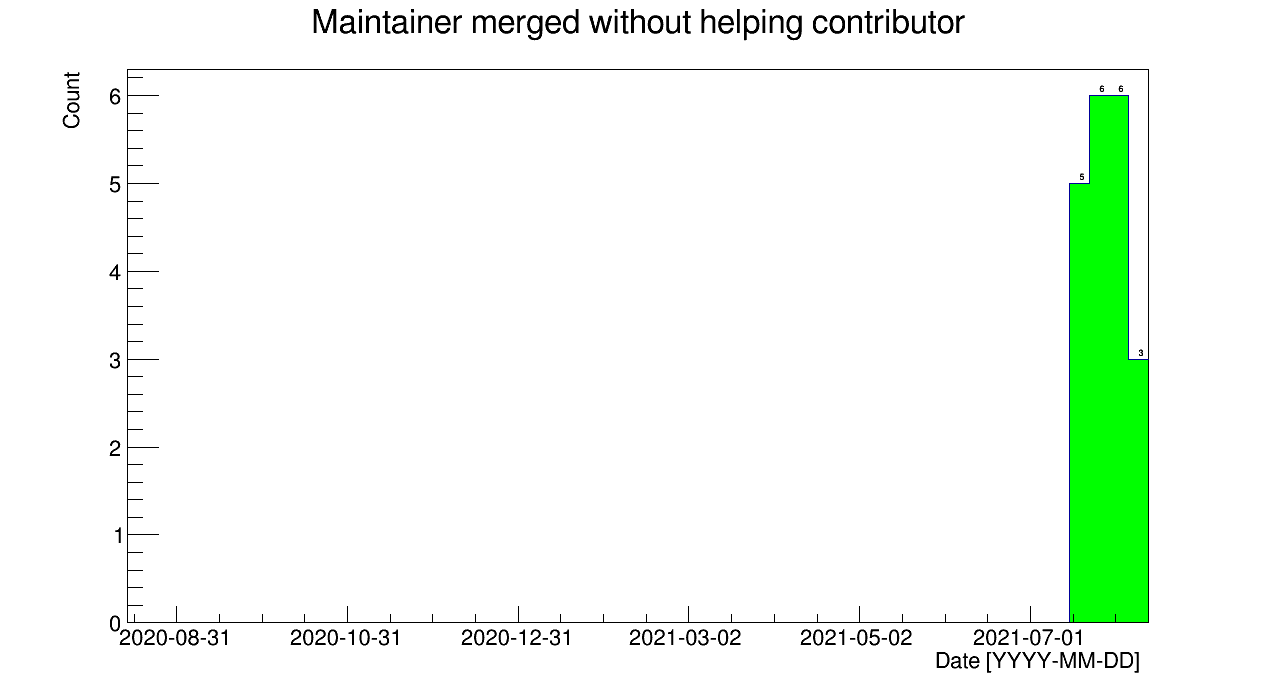 Maintainer merged without helping contributor
Count
6
5
4
3
2
1
0
6 6
5
3
2020-08-31 2020-10-31 2020-12-31 2021-03-02 2021-05-02 2021-07-01
Date [YYYY-MM-DD]